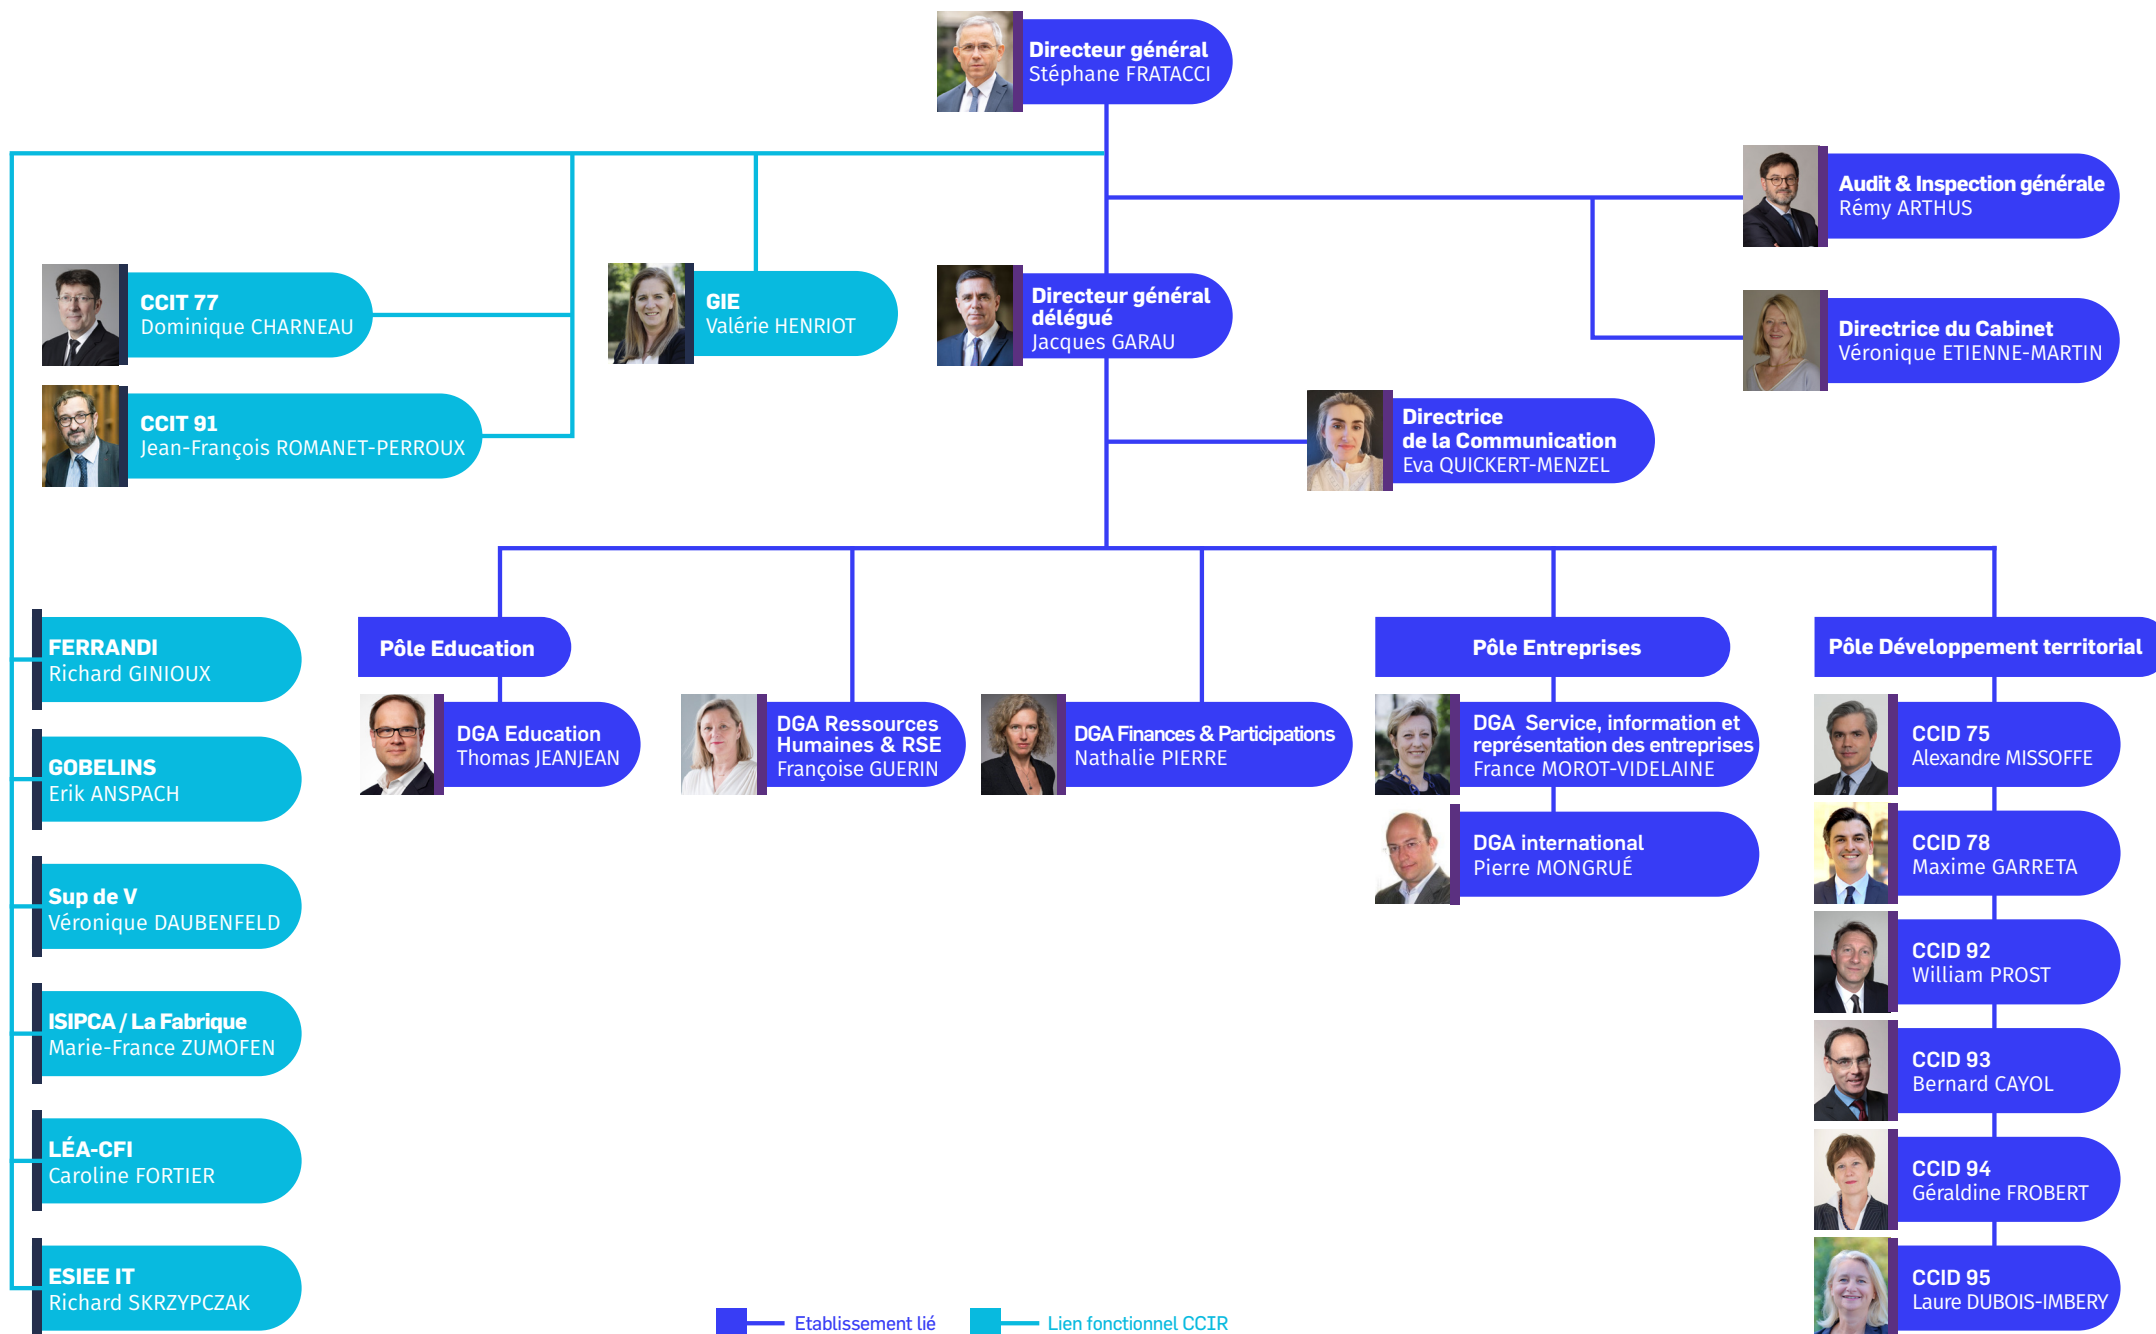 Directeur général
Stéphane FRATACCI
Audit & Inspection générale
Rémy ARTHUS
CCIT 77
Dominique CHARNEAU
GIE
Valérie HENRIOT
Directeur général
délégué
Jacques GARAU
Directrice du Cabinet
Véronique ETIENNE-MARTIN
CCIT 91
Jean-François ROMANET-PERROUX
Directrice
de la Communication
Eva QUICKERT-MENZEL
FERRANDI
Richard GINIOUX
GOBELINS
Erik ANSPACH
Sup de V
Véronique DAUBENFELD
ISIPCA / La Fabrique
Marie-France ZUMOFEN
LÉA-CFI
Caroline FORTIER
ESIEE IT
Richard SKRZYPCZAK
Pôle Education
DGA Education
Thomas JEANJEAN
DGA Ressources
Humaines & RSE
Françoise GUERIN
DGA Finances & Participations
Nathalie PIERRE
Pôle Entreprises
DGA Service, information et
représentation des entreprises
France MOROT-VIDELAINE
DGA international
Pierre MONGRUÉ
Pôle Développement territorial
CCID 75
Alexandre MISSOFFE
CCID 78
Maxime GARRETA
CCID 92
William PROST
CCID 93
Bernard CAYOL
CCID 94
Géraldine FROBERT
CCID 95
Laure DUBOIS-IMBERY
Etablissement lié
Lien fonctionnel CCIR